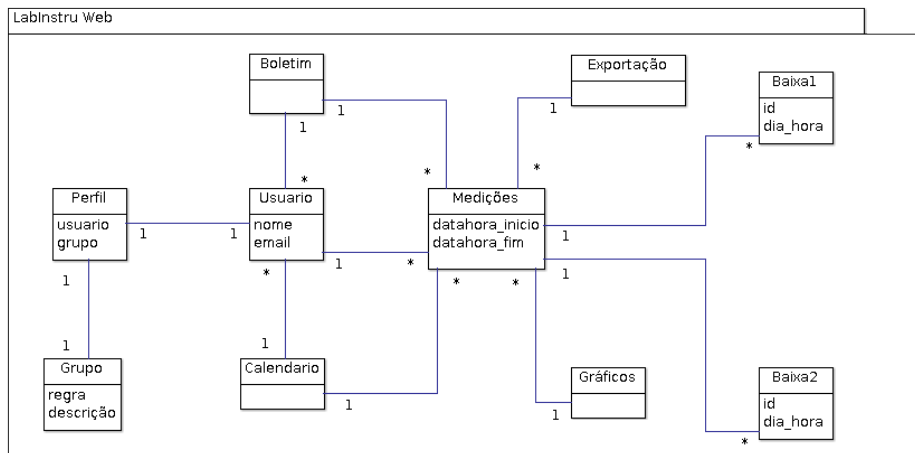 LabInstru Web
Boletim
Exportação
Baixa1
id
dia_hora
1
1
1
*
*
*
*
Perfil
usuario
grupo
Usuario
nome
email
Medições
datahora_inicio
datahora_fim
1
1
1
1
1
*
*
*
*
1
1
1
*
Grupo
regra
descrição
Calendario
1
Gráficos
1
Baixa2
id
dia_hora
*